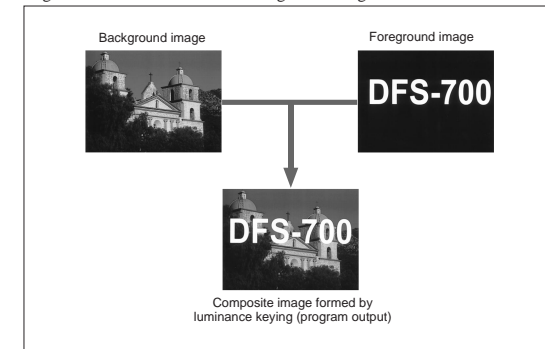 Background image
Foreground image
DFS-700
DFS-700
Composite image formed by
luminance keying (program output)